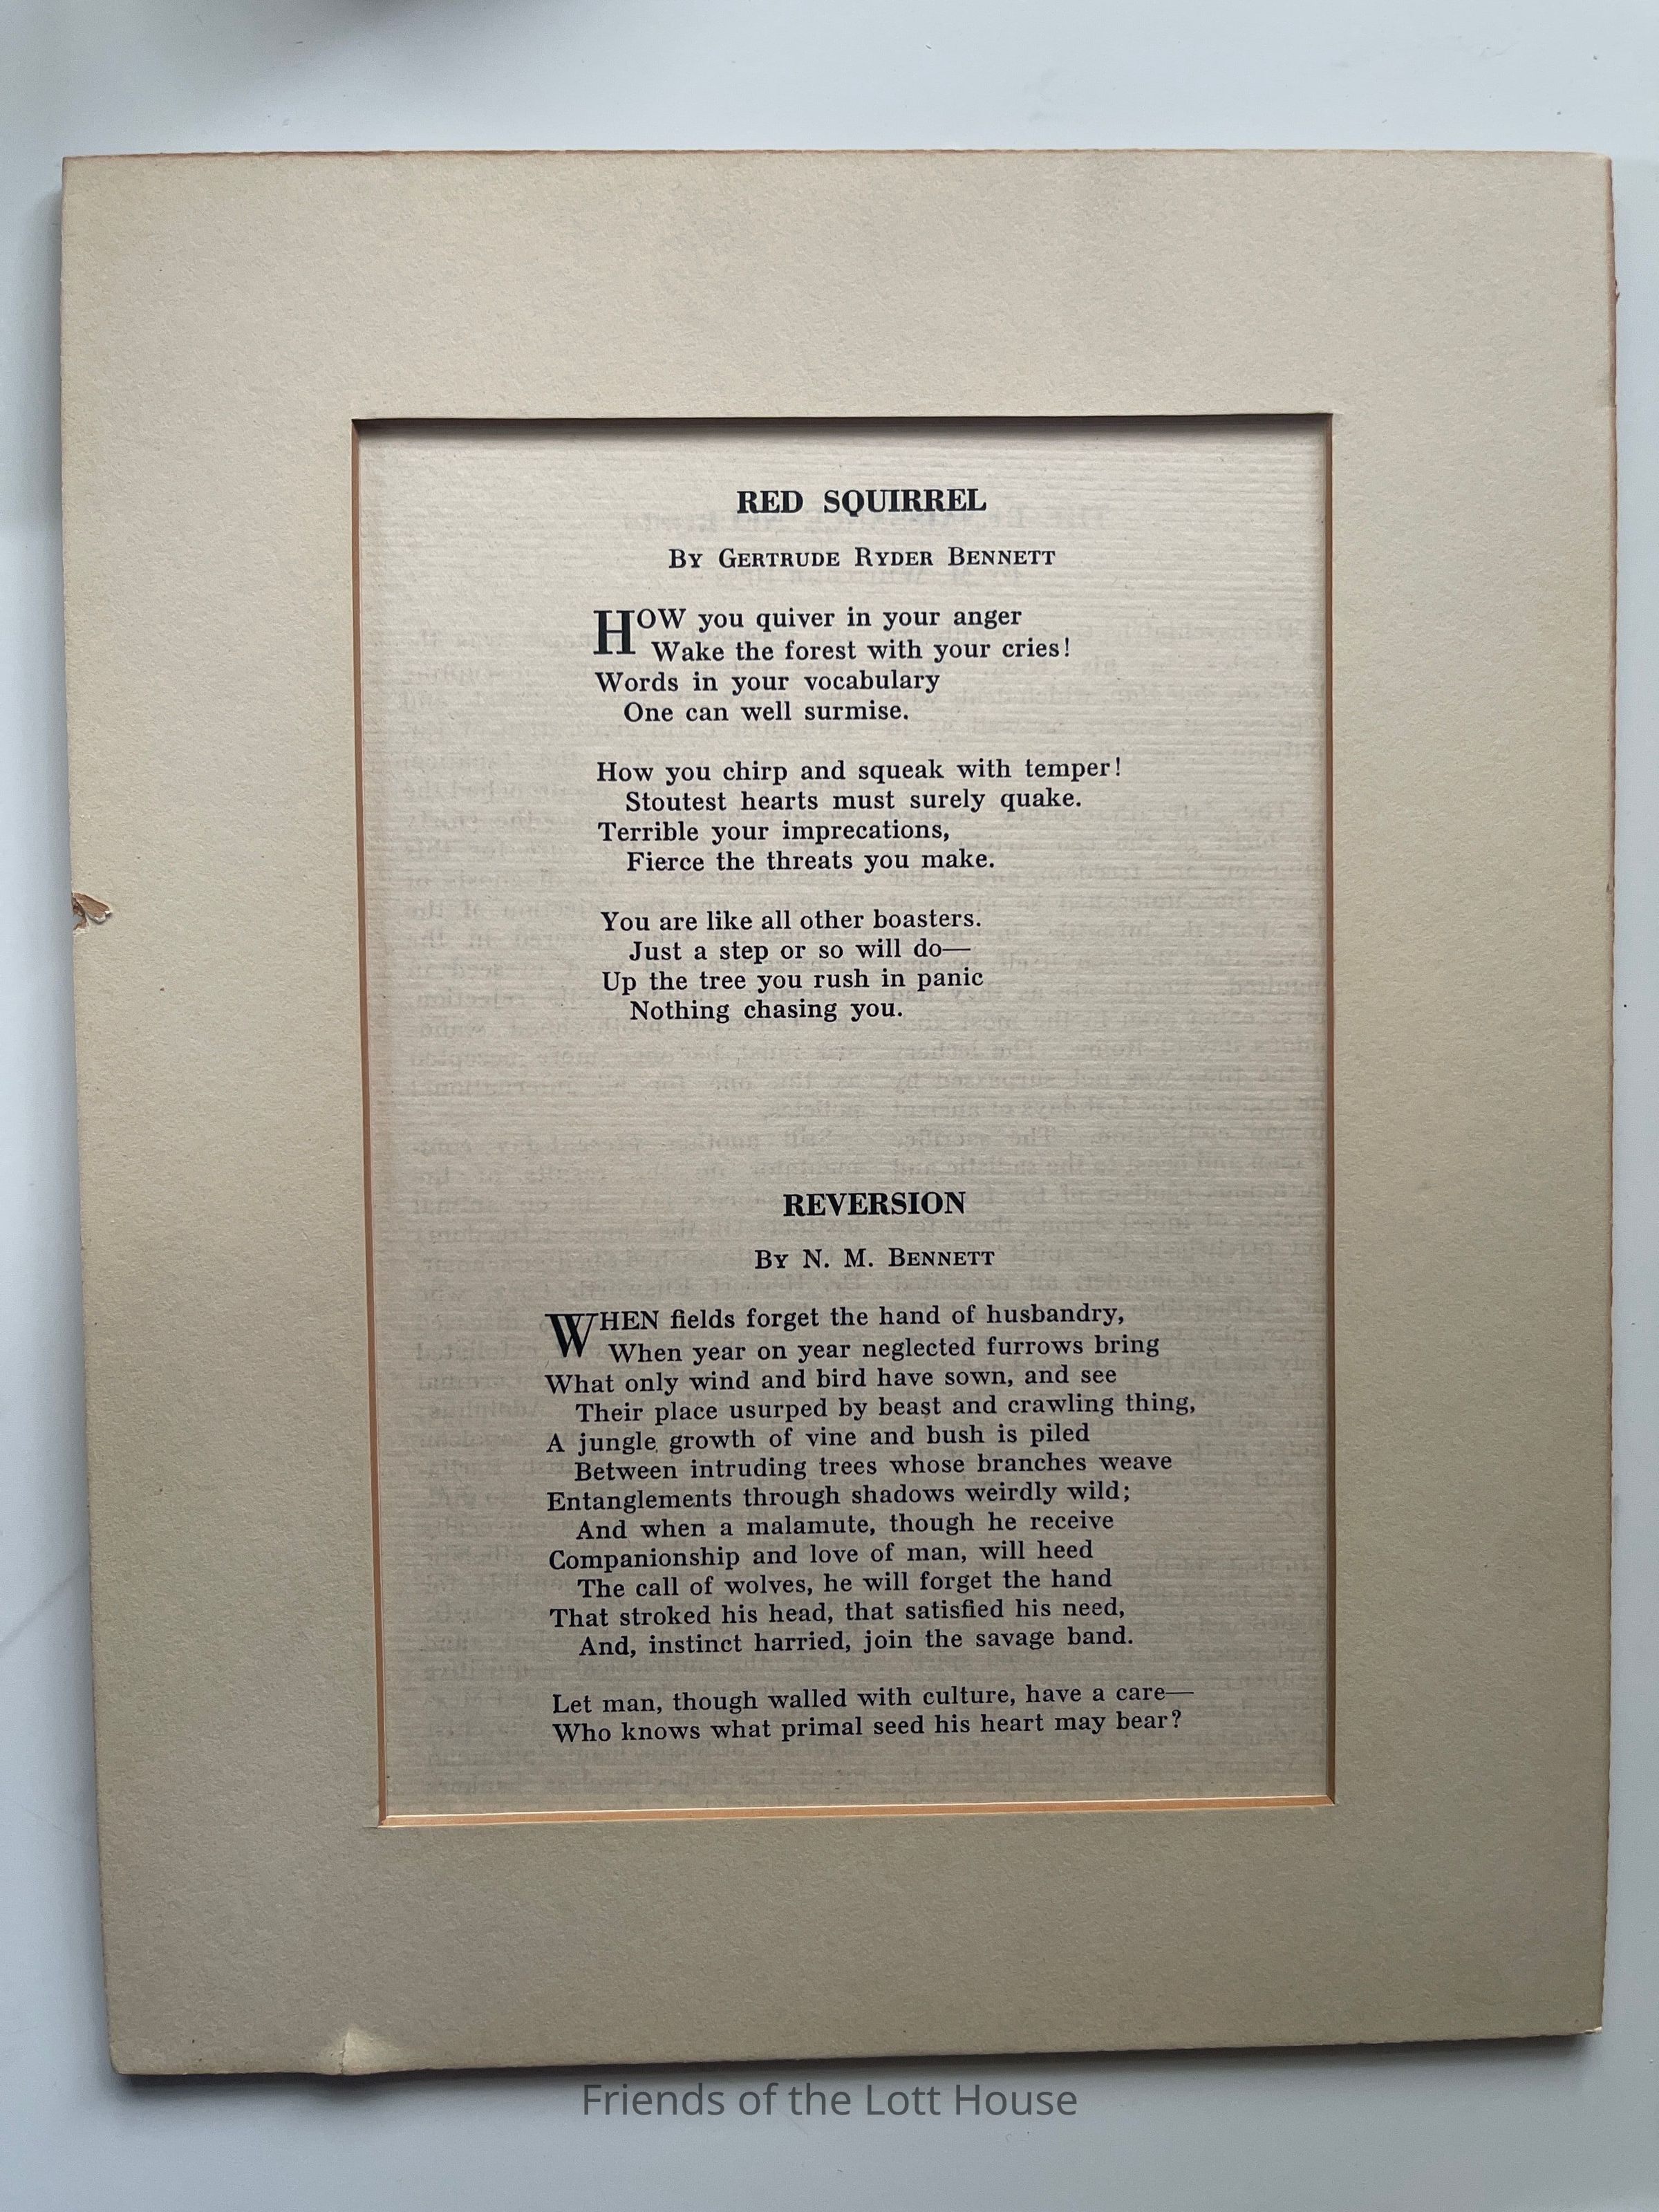 RED SQUIRREL
BY GERTRUDE RYDER BENNETT
HOW you quiver in your anger
Wake the forest with your cries!
Words in your vocabulary
One can well surmise.
How you chirp and squeak with temper!
Stoutest hearts must surely quake.
Terrible your imprecations,
Fierce the threats you make.
You are like all other boasters.
Just a step or so will do—
Up the tree you rush in panic
Nothing chasing you.
REVERSION
BY N. M. BENNETT
WHEN fields forget the hand of husbandry,
When year on year neglected furrows bring
What only wind and bird have sown, and see
Their place usurped by beast and crawling thing,
A jungle growth of vine and bush is piled
Between intruding trees whose branches weave
Entanglements through shadows weirdly wild;
And when a malamute, though he receive
Companionship and love of man, will heed
The call of wolves, he will forget the hand
That stroked his head, that satisfied his need,
And, instinct harried, join the savage band.
Let man, though walled with culture, have a care—
Who knows what primal seed his heart may bear?
Friends of the Lott House